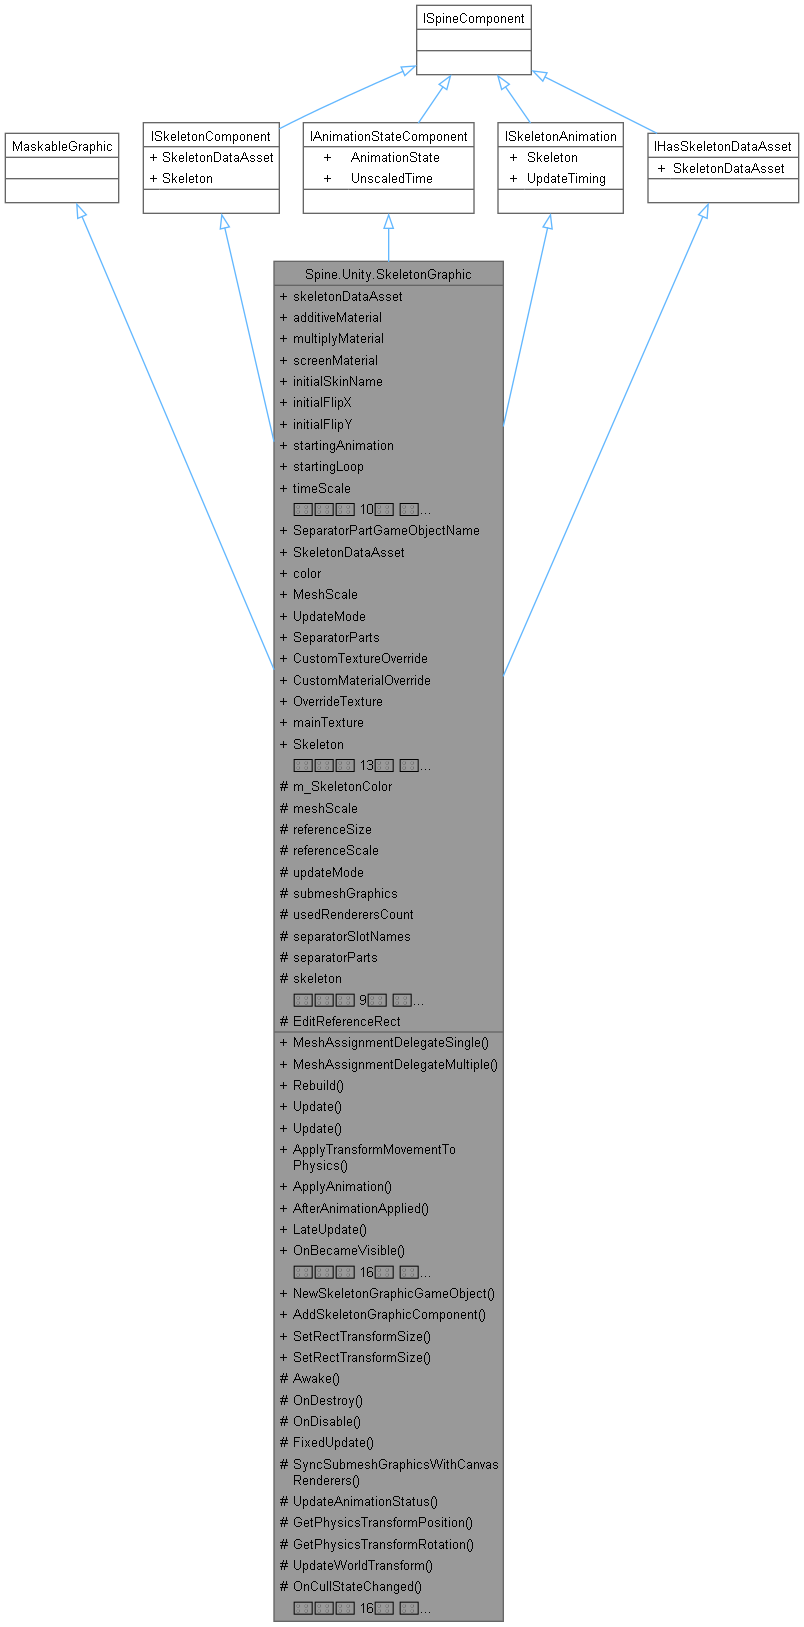 ISpineComponent
MaskableGraphic
ISkeletonComponent
+ SkeletonDataAsset
+ Skeleton
IAnimationStateComponent
+ AnimationState
+ UnscaledTime
ISkeletonAnimation
+ Skeleton
+ UpdateTiming
IHasSkeletonDataAsset
+ SkeletonDataAsset
Spine.Unity.SkeletonGraphic
+ skeletonDataAsset
+ additiveMaterial
+ multiplyMaterial
+ screenMaterial
+ initialSkinName
+ initialFlipX
+ initialFlipY
+ startingAnimation
+ startingLoop
+ timeScale
10 ...
+ SeparatorPartGameObjectName
+ SkeletonDataAsset
+ color
+ MeshScale
+ UpdateMode
+ SeparatorParts
+ CustomTextureOverride
+ CustomMaterialOverride
+ OverrideTexture
+ mainTexture
+ Skeleton
13 ...
# m_SkeletonColor
# meshScale
# referenceSize
# referenceScale
# updateMode
# submeshGraphics
# usedRenderersCount
# separatorSlotNames
# separatorParts
# skeleton
9 ...
# EditReferenceRect
+ MeshAssignmentDelegateSingle()
+ MeshAssignmentDelegateMultiple()
+ Rebuild()
+ Update()
+ Update()
+ ApplyTransformMovementTo
Physics()
+ ApplyAnimation()
+ AfterAnimationApplied()
+ LateUpdate()
+ OnBecameVisible()
16 ...
+ NewSkeletonGraphicGameObject()
+ AddSkeletonGraphicComponent()
+ SetRectTransformSize()
+ SetRectTransformSize()
# Awake()
# OnDestroy()
# OnDisable()
# FixedUpdate()
# SyncSubmeshGraphicsWithCanvas
Renderers()
# UpdateAnimationStatus()
# GetPhysicsTransformPosition()
# GetPhysicsTransformRotation()
# UpdateWorldTransform()
# OnCullStateChanged()
16 ...